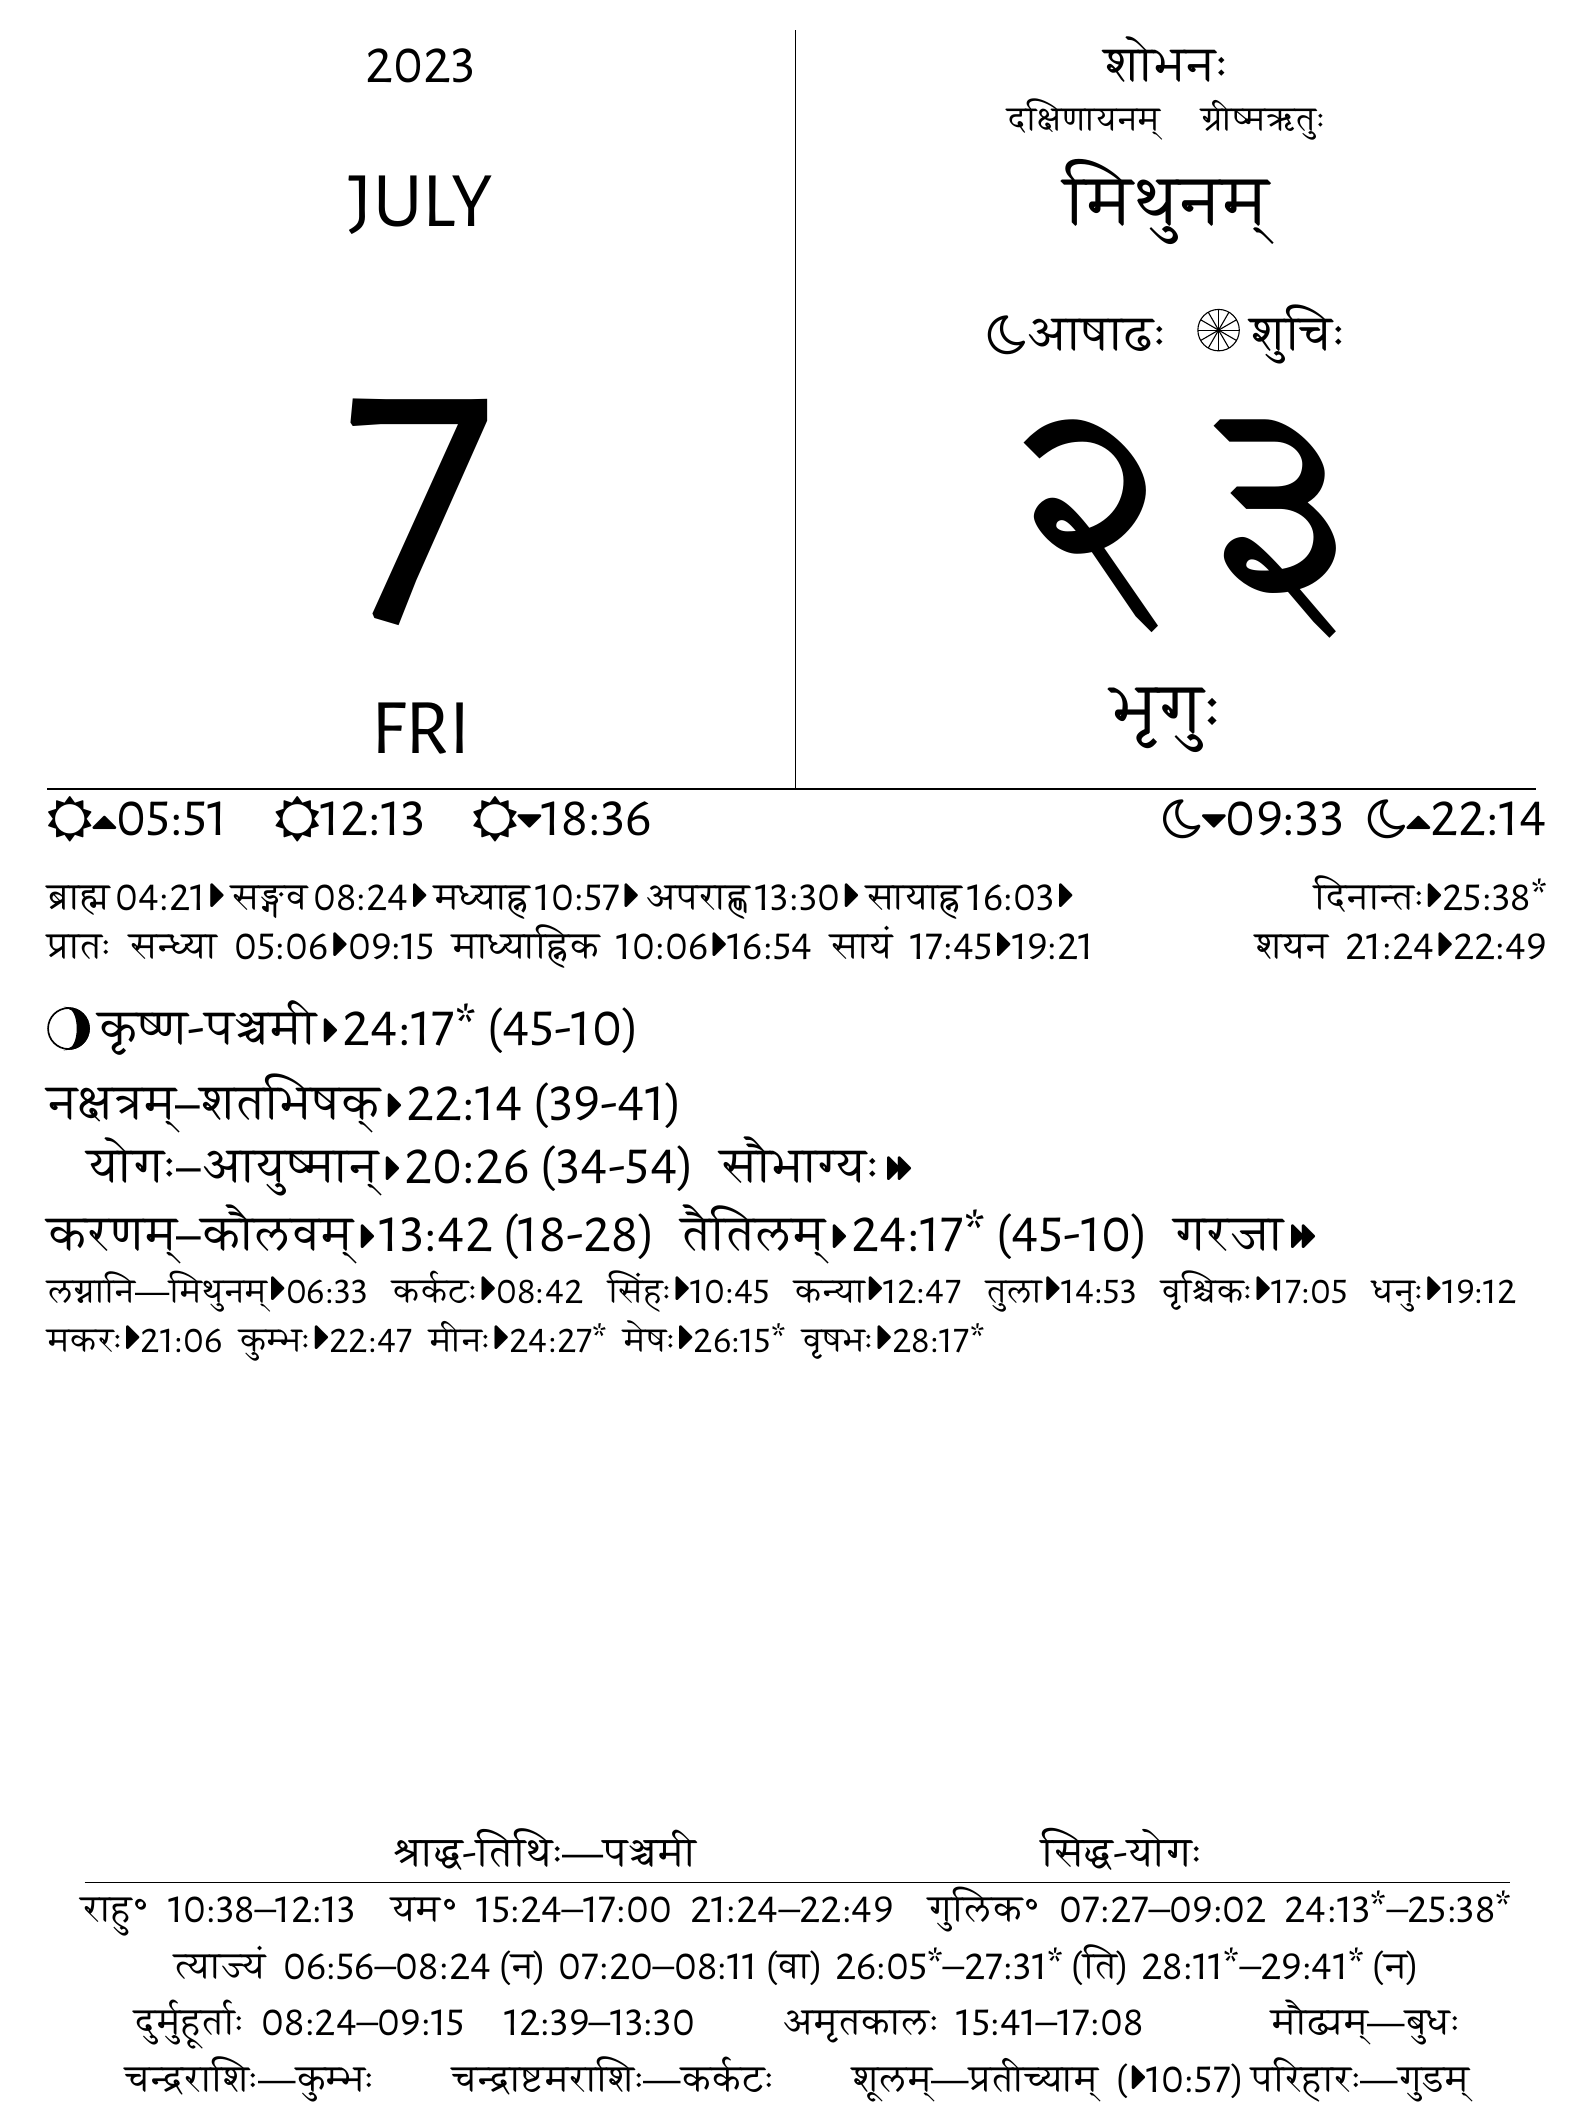 2023
JULY
7
FRI
शोभनः
दक्षिणायनम् ग्रीष्मऋतुः
मिथुनम्
आषाढः शुचिः
२३
भृगुः
05:51 12:13 18:36 09:33 22:14
ब्राह्म 04:21 सङ्गव 08:24 मध्याह्न 10:57 अपराह्ण 13:30 सायाह्न 16:03 दिनान्तः 25:38*
प्रातः सन्ध्या 05:06 09:15 माध्याह्निक 10:06 16:54 सायं 17:45 19:21 शयन 21:24 22:49
कृष्ण-पञ्चमी 24:17* (45-10)
नक्षत्रम्–शतभिषक् 22:14 (39-41)
योगः–आयुष्मान् 20:26 (34-54) सौभाग्यः
करणम्–कौलवम् 13:42 (18-28) तैतिलम् 24:17* (45-10) गरजा
लग्नानि—मिथुनम् 06:33 कर्कटः 08:42 सिंहः 10:45 कन्या 12:47 तुला 14:53 वृश्चिकः 17:05 धनुः 19:12
मकरः 21:06 कुम्भः 22:47 मीनः 24:27* मेषः 26:15* वृषभः 28:17*
श्राद्ध-तिथिः—पञ्चमी सिद्ध-योगः
राहु॰ 10:38–12:13 यम॰ 15:24–17:00 21:24–22:49 गुलिक॰ 07:27–09:02 24:13*–25:38*
त्याज्यं 06:56–08:24 (न) 07:20–08:11 (वा) 26:05*–27:31* (ति) 28:11*–29:41* (न)
दुर्मुहूर्ताः 08:24–09:15 12:39–13:30 अमृतकालः 15:41–17:08 मौढ्यम्—बुधः
चन्द्रराशिः—कुम्भः चन्द्राष्टमराशिः—कर्कटः शूलम्—प्रतीच्याम् ( 10:57) परिहारः—गुडम्